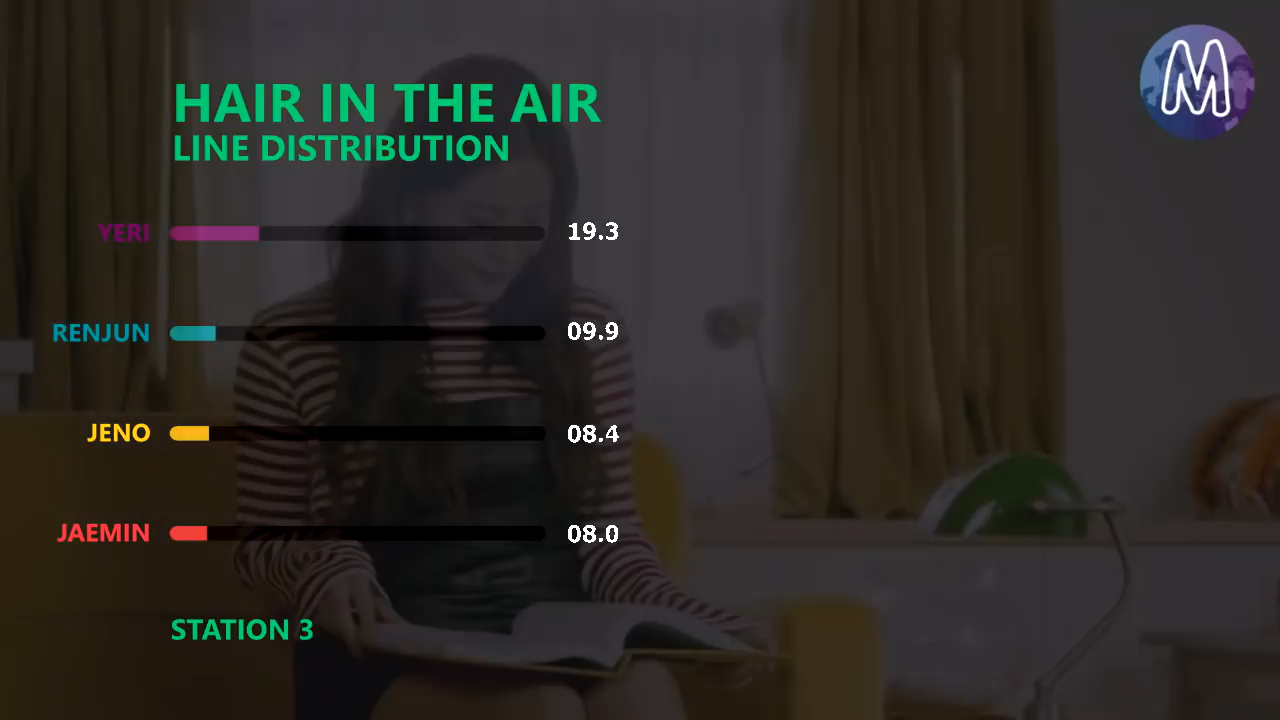 HAIR IN THE AIR
LINE DISTRIBUTION
YERI 19.3
RENJUN 09.9
JENO 08.4
JAEMIN 08.0
STATION 3
M